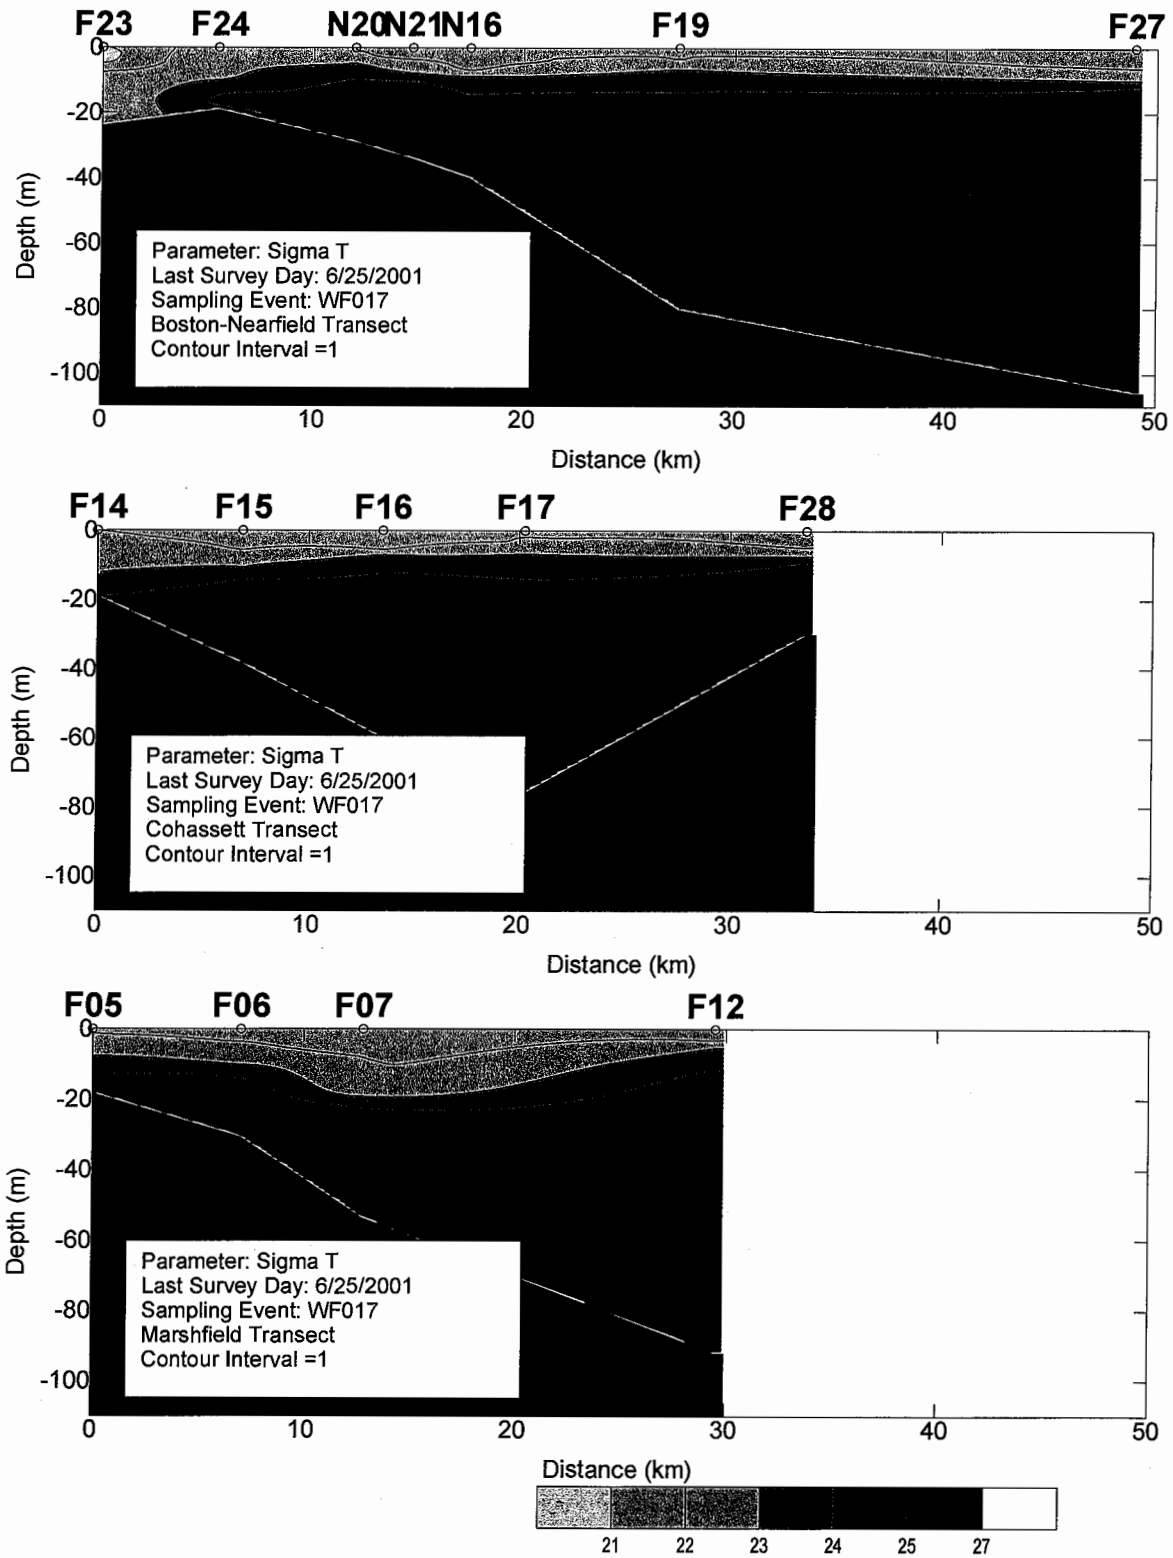 F23 F24 N20 N21 N16 F19 F27
0
-20
-40
-60
-80
-100
Depth (m)
Parameter: Sigma T
Last Survey Day: 6/25/2001
Sampling Event: WF017
Boston-Nearfield Transect
Contour Interval =1
0 10 20 30 40 50
Distance (km)
F14 F15 F16 F17 F28
0
-20
-40
-60
-80
-100
Depth (m)
Parameter: Sigma T
Last Survey Day: 6/25/2001
Sampling Event: WF017
Cohassett Transect
Contour Interval =1
0 10 20 30 40 50
Distance (km)
F05 F06 F07 F12
0
-20
-40
-60
-80
-100
Depth (m)
Parameter: Sigma T
Last Survey Day: 6/25/2001
Sampling Event: WF017
Marshfield Transect
Contour Interval =1
0 10 20 30 40 50
Distance (km)
21 22 23 24 25 27